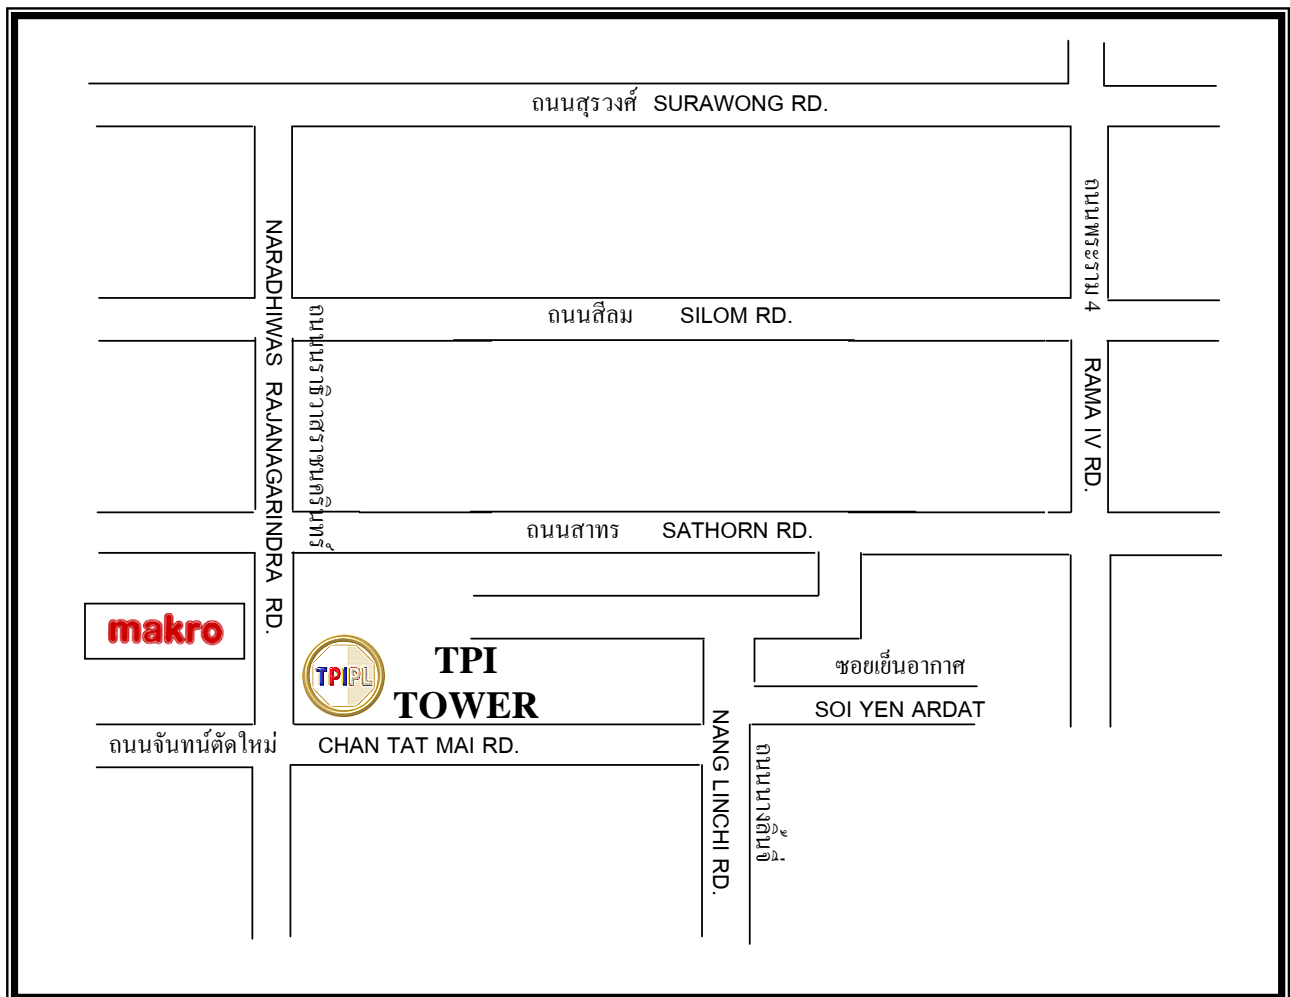 ถนนสุรวงศ์ SURAWONG RD.
ถนนพระราม 4 RAMA IV RD.
NARADHIWAS RAJANAGARINDRA RD.
ถนนนราธิวาสราชนครินทร์
ถนนสีลม SILOM RD.
ถนนสาทร SATHORN RD.
makro
TPIPL
TPI
TOWER
ซอยเย็นอากาศ
SOI YEN ARDAT
ถนนจันทน์ตัดใหม่ CHAN TAT MAI RD.
NANG LINCHI RD.
ถนนนางลิ้นจี่